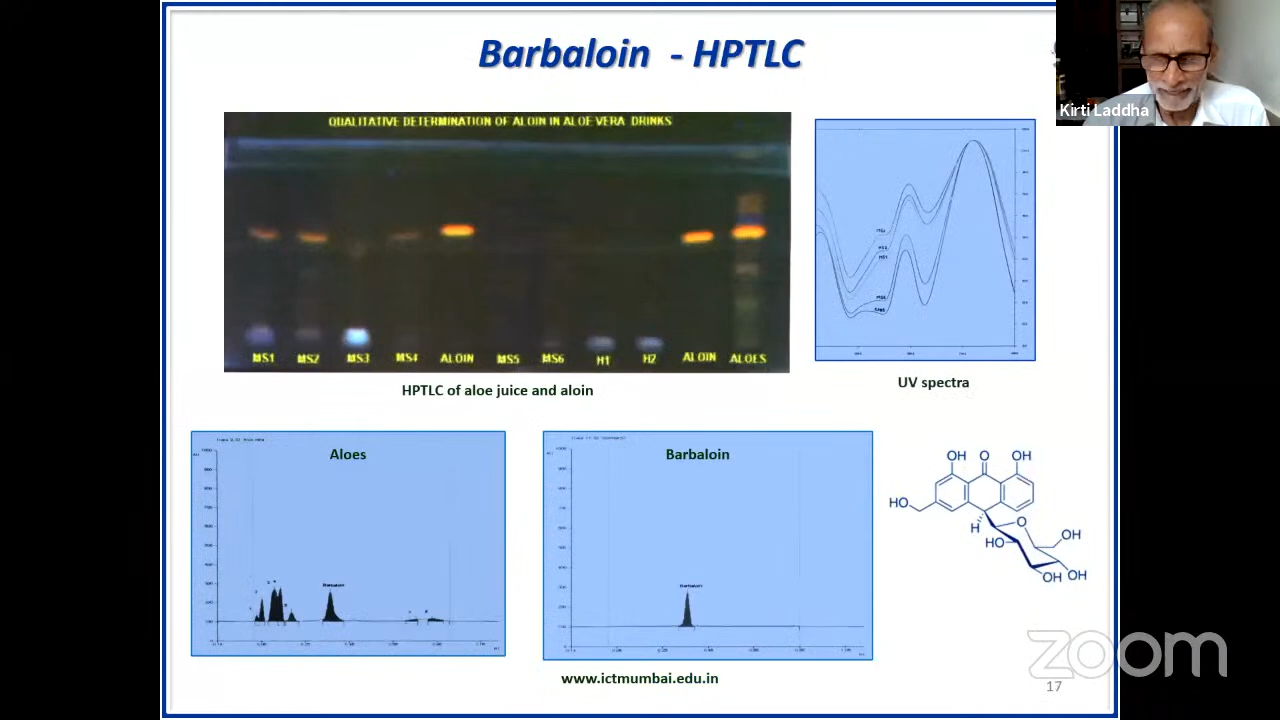 Barbaloin - HPTLC
Kirti Laddha
QUALITATIVE DETERMINATION OF ALOIN IN ALOE VERA DRINKS
MS1 MS2 MS3 MS4 ALOIN MS5 MS6 H1 H2 ALOIN ALOES
HPTLC of aloe juice and aloin
UV spectra
Aloes
Barbaloin
Barbaloin
Barbaloin
OH O OH
HO
H
O
OH
HO
OH OH
www.ictmumbai.edu.in
zoom
17